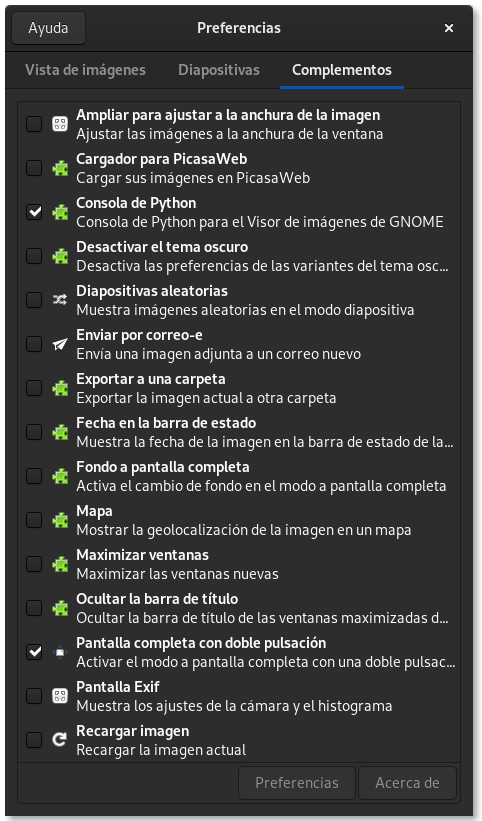 Ayuda
Preferencias
Vista de imágenes
Diapositivas
Complementos
Ampliar para ajustar a la anchura de la imagen
Ajustar las imágenes a la anchura de la ventana
Cargador para PicasaWeb
Cargar sus imágenes en PicasaWeb
Consola de Python
Consola de Python para el Visor de imágenes de GNOME
Desactivar el tema oscuro
Desactiva las preferencias de las variantes del tema osc...
Diapositivas aleatorias
Muestra imágenes aleatorias en el modo diapositiva
Enviar por correo-e
Envía una imagen adjunta a un correo nuevo
Exportar a una carpeta
Exportar la imagen actual a otra carpeta
Fecha en la barra de estado
Muestra la fecha de la imagen en la barra de estado de la...
Fondo a pantalla completa
Activa el cambio de fondo en el modo a pantalla completa
Mapa
Mostrar la geolocalización de la imagen en un mapa
Maximizar ventanas
Maximizar las ventanas nuevas
Ocultar la barra de título
Ocultar la barra de título de las ventanas maximizadas d...
Pantalla completa con doble pulsación
Activar el modo a pantalla completa con una doble pulsac...
Pantalla Exif
Muestra los ajustes de la cámara y el histograma
Recargar imagen
Recargar la imagen actual
Preferencias
Acerca de